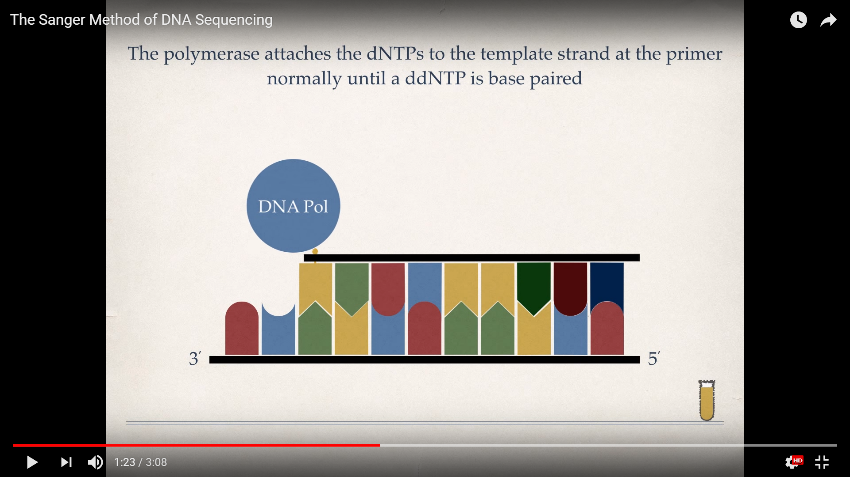 The Sanger Method of DNA Sequencing
The polymerase attaches the dNTPs to the template strand at the primer
normally until a ddNTP is base paired
DNA Pol
3′
5′
1:23 / 3:08
HD